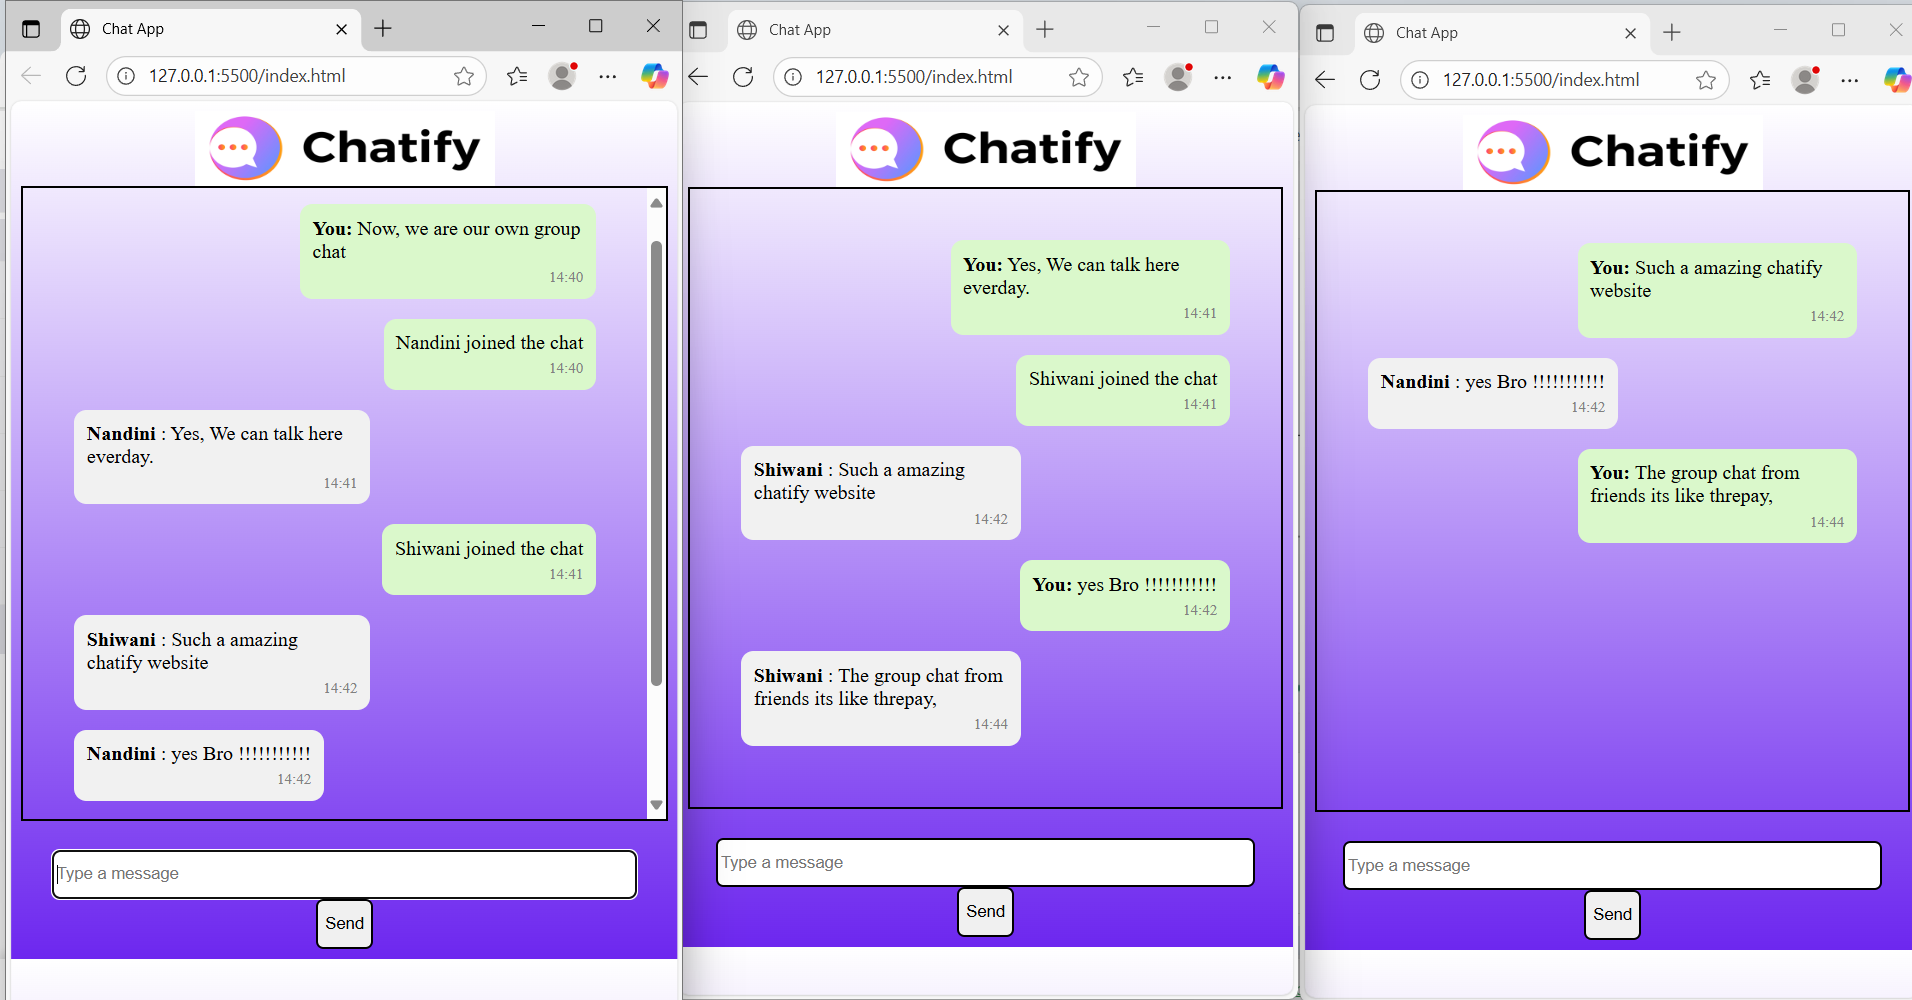 Chat App
127.0.0.1:5500/index.html
Chatify
You: Now, we are our own group
chat
14:40
Nandini joined the chat
14:40
Nandini : Yes, We can talk here
everday.
14:41
Shiwani joined the chat
14:41
Shiwani : Such a amazing
chatify website
14:42
Nandini : yes Bro !!!!!!!!!!!
14:42
Type a message
Send
Chat App
127.0.0.1:5500/index.html
Chatify
You: Yes, We can talk here
everday.
14:41
Shiwani joined the chat
14:41
Shiwani : Such a amazing
chatify website
14:42
You: yes Bro !!!!!!!!!!!
14:42
Shiwani : The group chat from
friends its like threpay,
14:44
Type a message
Send
Chat App
127.0.0.1:5500/index.html
Chatify
You: Such a amazing chatify
website
14:42
Nandini : yes Bro !!!!!!!!!!!
14:42
You: The group chat from
friends its like threpay,
14:44
Type a message
Send